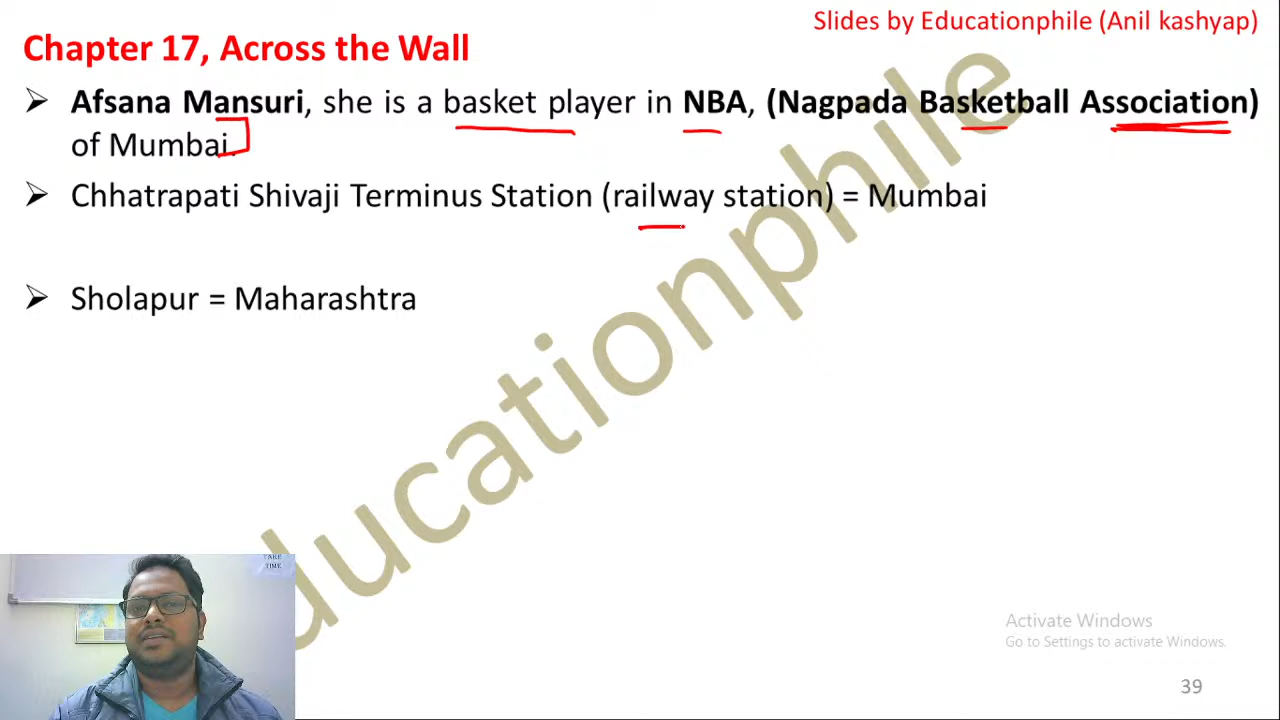 Slides by Educationphile (Anil kashyap)
Chapter 17, Across the Wall
➢ Afsana Mansuri, she is a basket player in NBA, (Nagpada Basketball Association)
of Mumbai.
➢ Chhatrapati Shivaji Terminus Station (railway station) = Mumbai
➢ Sholapur = Maharashtra
Educationphile
TAKE
TIME
Activate Windows
Go to Settings to activate Windows.
39